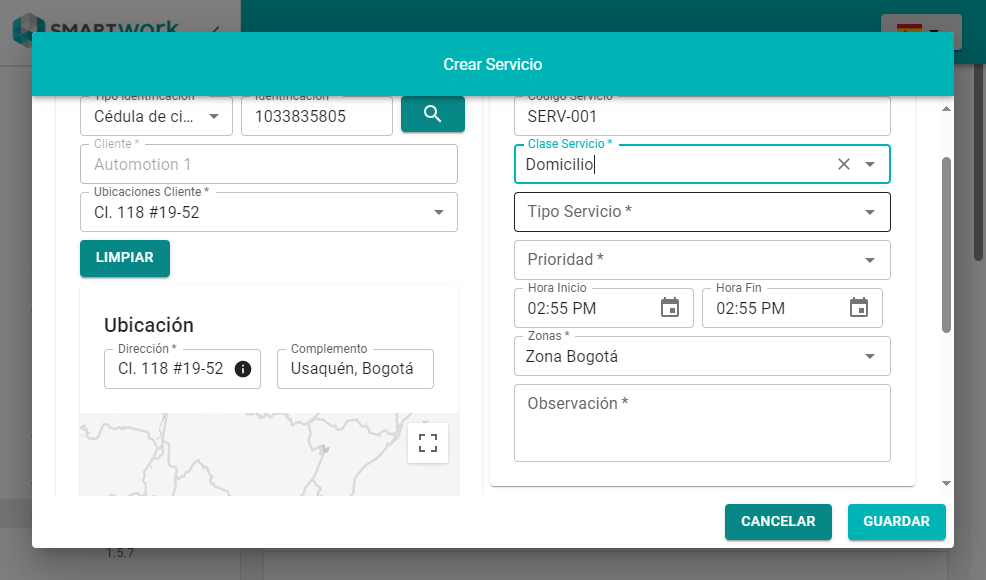 SMARTwork
Crear Servicio
Tipo Identificación *
Cédula de ci...
Identificación *
1033835805
Cliente *
Automotion 1
Ubicaciones Cliente *
Cl. 118 #19-52
LIMPIAR
Ubicación
Dirección *
Cl. 118 #19-52
Complemento
Usaquén, Bogotá
Código Servicio *
SERV-001
Clase Servicio *
Domicilio
Tipo Servicio *
Prioridad *
Hora Inicio
02:55 PM
Hora Fin
02:55 PM
Zonas *
Zona Bogotá
Observación *
CANCELAR
GUARDAR
1.5.7